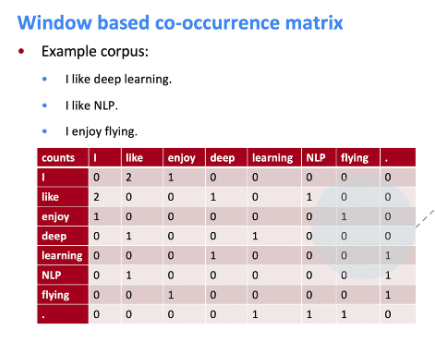 Window based co-occurrence matrix
• Example corpus:
• I like deep learning.
• I like NLP.
• I enjoy flying.
counts I like enjoy deep learning NLP flying .
I 0 2 1 0 0 0 0 0
like 2 0 0 1 0 1 0 0
enjoy 1 0 0 0 0 0 1 0
deep 0 1 0 0 1 0 0 0
learning 0 0 0 1 0 0 0 1
NLP 0 1 0 0 0 0 0 1
flying 0 0 1 0 0 0 0 1
. 0 0 0 0 1 1 1 0